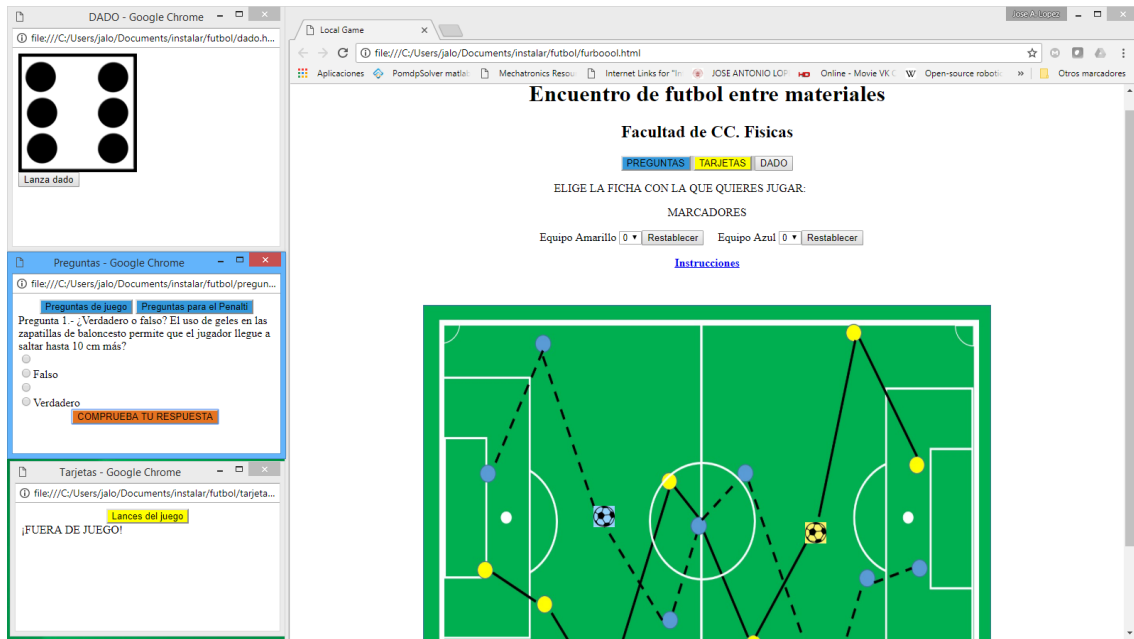 DADO - Google Chrome
file:///C:/Users/jalo/Documents/instalar/futbol/dado.h...
Lanza dado
Preguntas - Google Chrome
file:///C:/Users/jalo/Documents/instalar/futbol/pregun...
Preguntas de juego Preguntas para el Penalti
Pregunta 1.- ¿Verdadero o falso? El uso de geles en las
zapatillas de baloncesto permite que el jugador llegue a
saltar hasta 10 cm más?
Falso
Verdadero
COMPRUEBA TU RESPUESTA
Tarjetas - Google Chrome
file:///C:/Users/jalo/Documents/instalar/futbol/tarjeta...
Lances del juego
¡FUERA DE JUEGO!
Jose A. Lopez
Local Game
file:///C:/Users/jalo/Documents/instalar/futbol/furboool.html
Aplicaciones PomdpSolver matla Mechatronics Resou Internet Links for "In JOSE ANTONIO LOP HD Online - Movie VK C W Open-source robotic » Otros marcadores
Encuentro de futbol entre materiales
Facultad de CC. Fisicas
PREGUNTAS TARJETAS DADO
ELIGE LA FICHA CON LA QUE QUIERES JUGAR:
MARCADORES
Equipo Amarillo 0 Restablecer Equipo Azul 0 Restablecer
Instrucciones